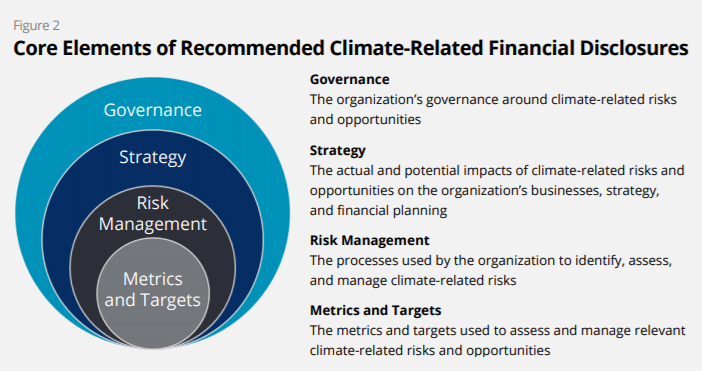 Figure 2
Core Elements of Recommended Climate-Related Financial Disclosures
Governance
Strategy
Risk
Management
Metrics
and Targets
Governance
The organization’s governance around climate-related risks
and opportunities
Strategy
The actual and potential impacts of climate-related risks and
opportunities on the organization’s businesses, strategy,
and financial planning
Risk Management
The processes used by the organization to identify, assess,
and manage climate-related risks
Metrics and Targets
The metrics and targets used to assess and manage relevant
climate-related risks and opportunities